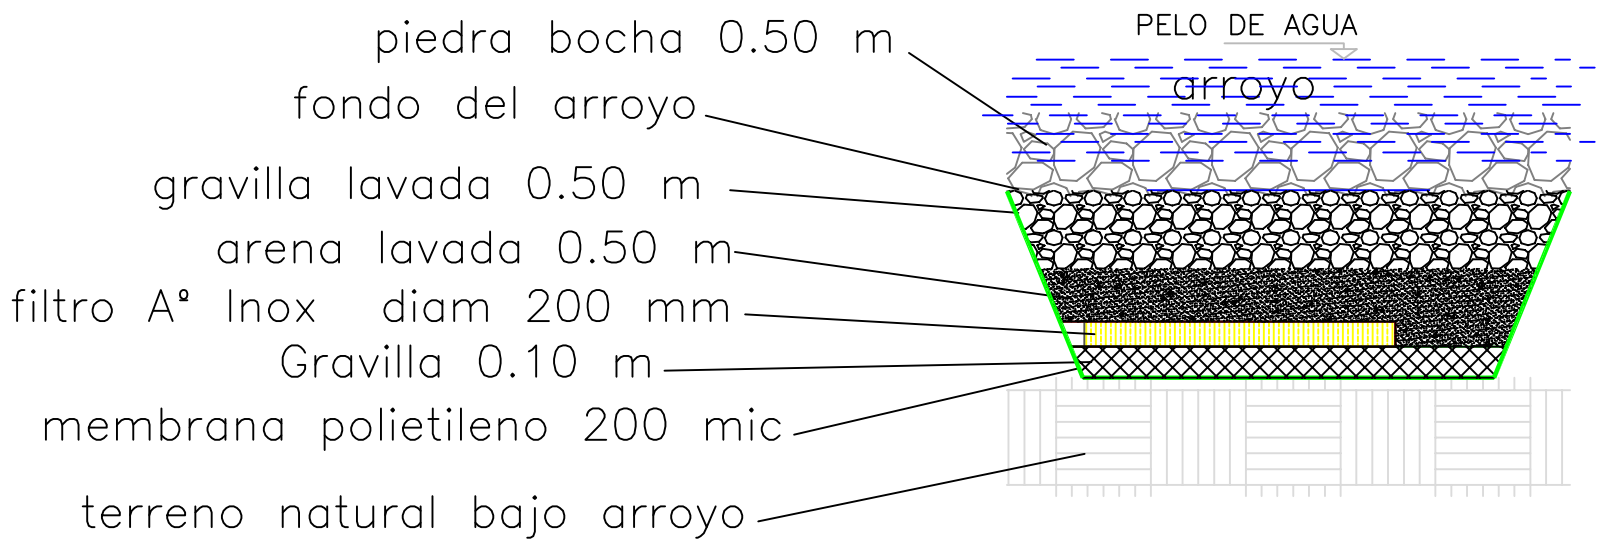 PELO DE AGUA
arroyo
piedra bocha 0.50 m
fondo del arroyo
gravilla lavada 0.50 m
arena lavada 0.50 m
filtro Aº Inox diam 200 mm
Gravilla 0.10 m
membrana polietileno 200 mic
terreno natural bajo arroyo